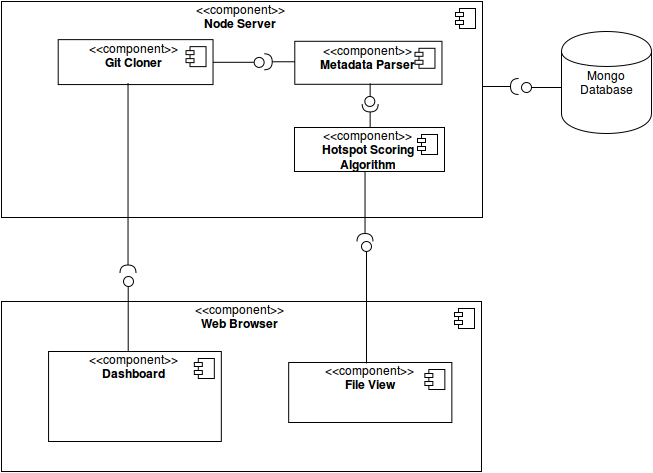 <<component>>
Node Server
<<component>>
Git Cloner
<<component>>
Metadata Parser
Mongo
Database
<<component>>
Hotspot Scoring
Algorithm
<<component>>
Web Browser
<<component>>
Dashboard
<<component>>
File View